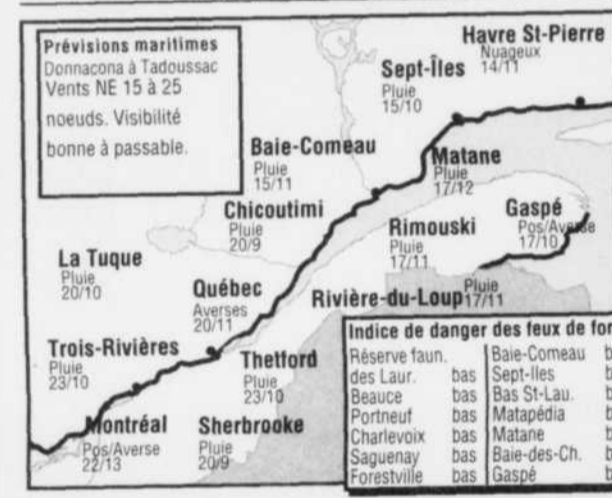 Prévisions maritimes
Donnacona à Tadoussac
Vents NE 15 à 25
noeuds. Visibilité
bonne à passable.
Havre St-Pierre
Nuageux
14/11
Sept-Îles
Pluie
15/10
Baie-Comeau
Pluie
15/11
Matane
Pluie
17/12
Chicoutimi
Pluie
20/9
Rimouski
Pluie
17/11
Gaspé
Pos/Averse
17/10
La Tuque
Pluie
20/10
Québec
Averses
20/11
Rivière-du-Loup
Pluie
17/11
Trois-Rivières
Pluie
23/10
Thetford
Pluie
23/10
Montréal
Pos/Averse
22/13
Sherbrooke
Pluie
20/9
Indice de danger des feux de for
Réserve faun.
des Laur. bas
Beauce bas
Portneuf bas
Charlevoix bas
Saguenay bas
Forestville bas
Baie-Comeau b
Sept-Iles b
Bas St-Lau. b
Matapédia b
Matane b
Baie-des-Ch. b
Gaspé b